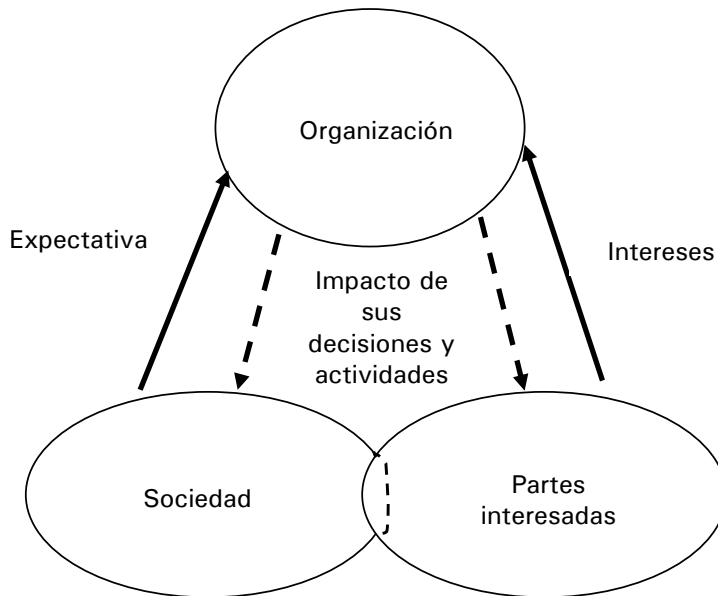 Organización
Expectativa
Intereses
Impacto de
sus
decisiones y
actividades
Sociedad
Partes
interesadas